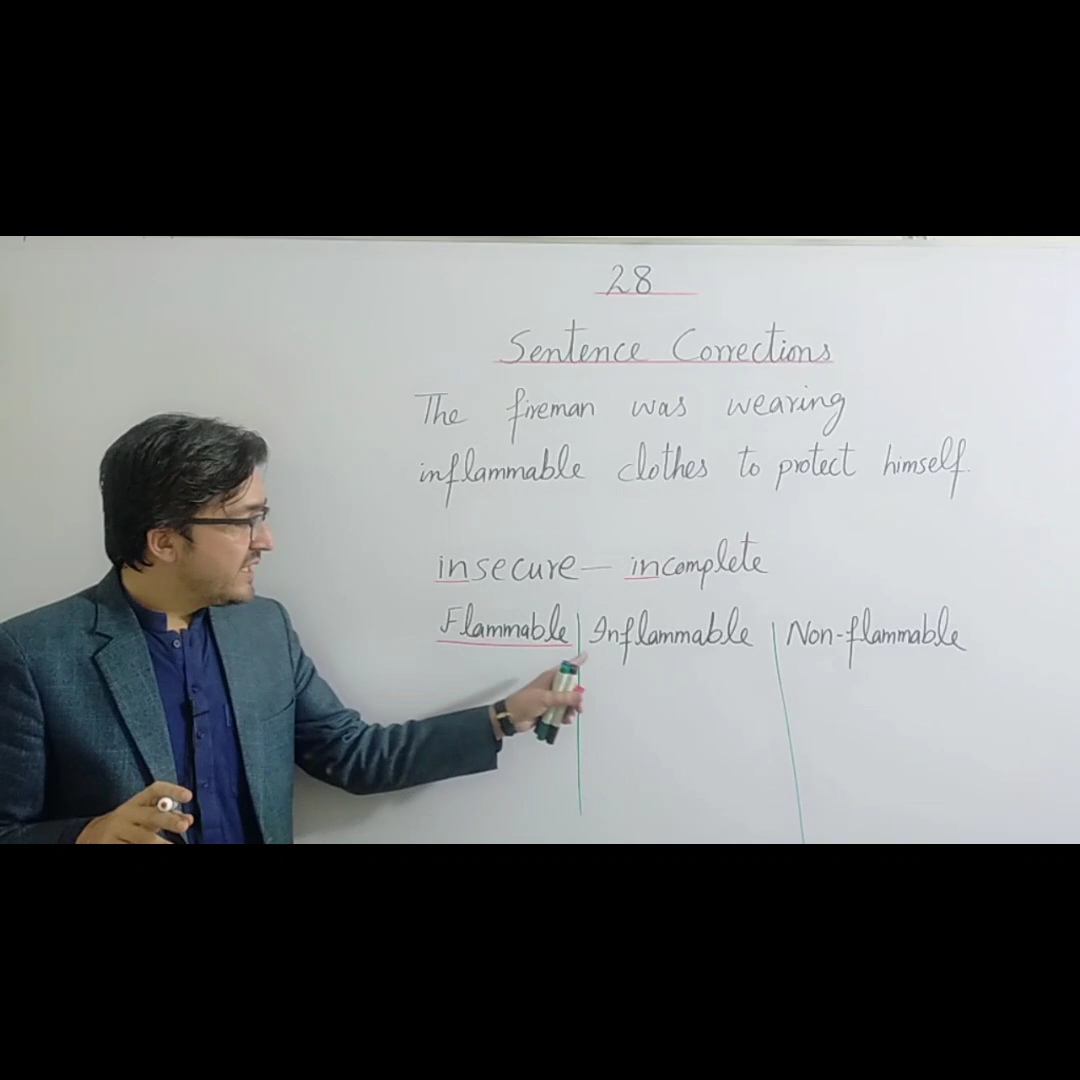 28
Sentence Corrections
The fireman was wearing
inflammable clothes to protect himself.
insecure — incomplete
Flammable Inflammable Non-flammable